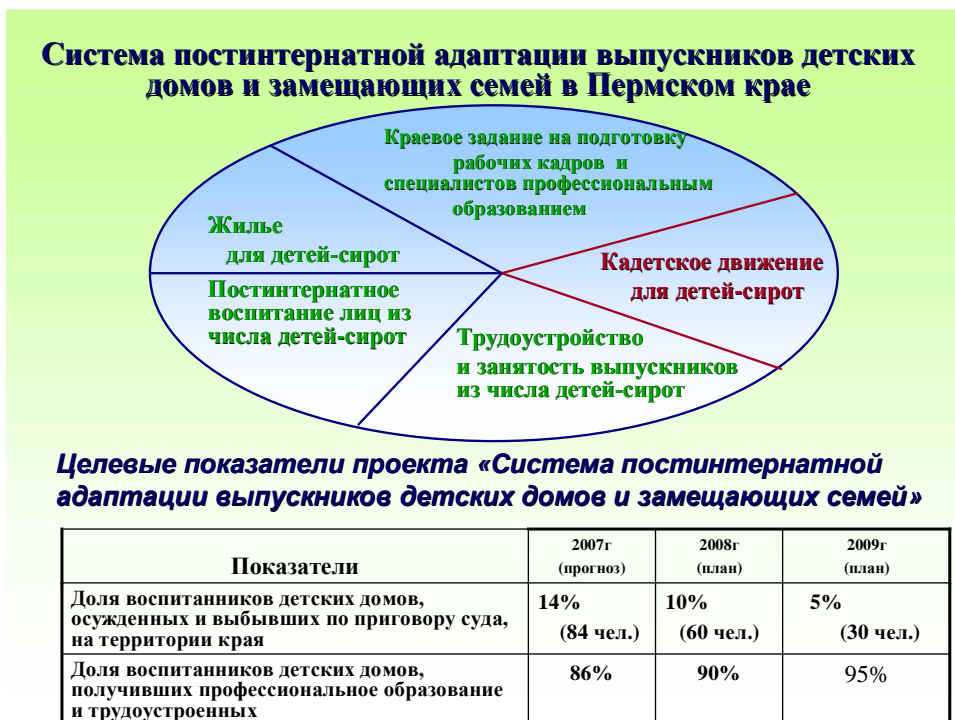 Система постинтернатной адаптации выпускников детских
домов и замещающих семей в Пермском крае
Краевое задание на подготовку
рабочих кадров и
специалистов профессиональным
образованием
Жилье
для детей-сирот
Кадетское движение
для детей-сирот
Постинтернатное
воспитание лиц из
числа детей-сирот
Трудоустройство
и занятость выпускников
из числа детей-сирот
Целевые показатели проекта «Система постинтернатной
адаптации выпускников детских домов и замещающих семей»
Показатели
2007г
(прогноз)
2008г
(план)
2009г
(план)
Доля воспитанников детских домов,
осужденных и выбывших по приговору суда,
на территории края
14%
(84 чел.)
10%
(60 чел.)
5%
(30 чел.)
Доля воспитанников детских домов,
получивших профессиональное образование
и трудоустроенных
86%
90%
95%